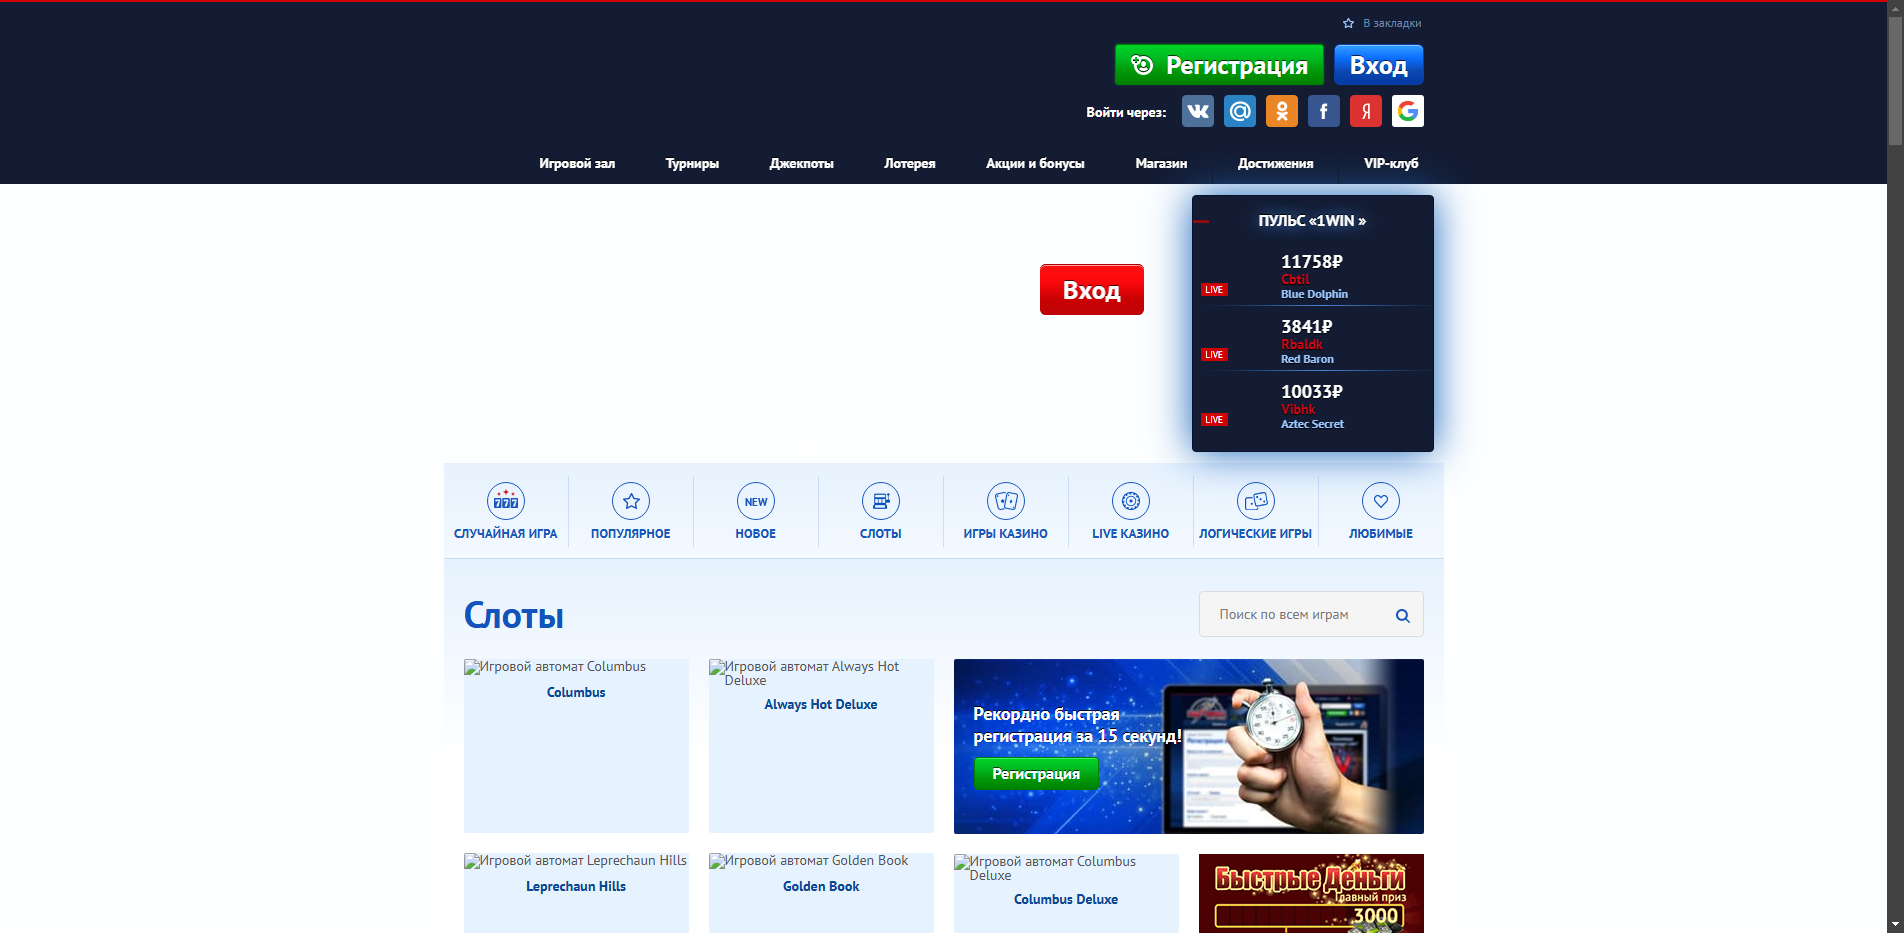 В закладки
Регистрация
Вход
Войти через:
Игровой зал
Турниры
Джекпоты
Лотерея
Акции и бонусы
Магазин
Достижения
VIP-клуб
ПУЛЬС «1WIN »
11758₽
Cbtil
LIVE
Blue Dolphin
Вход
3841₽
Rbaldk
LIVE
Red Baron
10033₽
Vibhk
LIVE
Aztec Secret
777
NEW
СЛУЧАЙНАЯ ИГРА
ПОПУЛЯРНОЕ
НОВОЕ
СЛОТЫ
ИГРЫ КАЗИНО
LIVE КАЗИНО
ЛОГИЧЕСКИЕ ИГРЫ
ЛЮБИМЫЕ
Слоты
Поиск по всем играм
Игровой автомат Columbus
Columbus
Игровой автомат Always Hot
Deluxe
Always Hot Deluxe
Рекордно быстрая
регистрация за 15 секунд!
Регистрация
Игровой автомат Leprechaun Hills
Leprechaun Hills
Игровой автомат Golden Book
Golden Book
Игровой автомат Columbus
Deluxe
Columbus Deluxe
Быстрые Деньги
Главный приз
3000